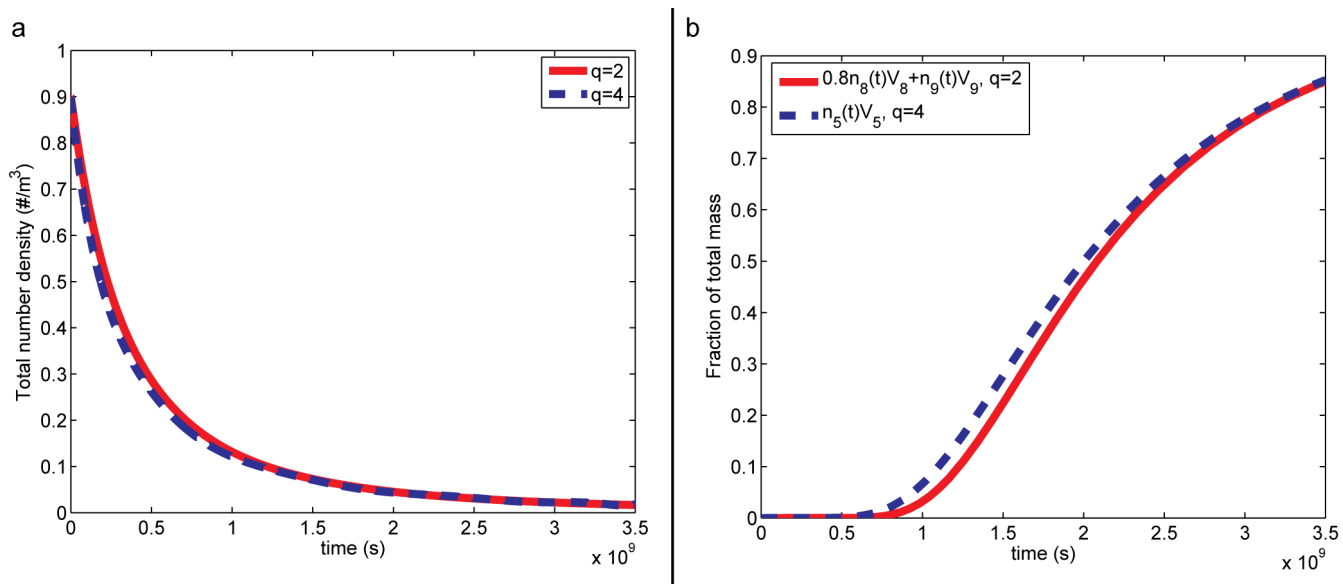 a
1
0.9
0.8
0.7
0.6
0.5
0.4
0.3
0.2
0.1
0
Total number density (#/m³)
q=2
q=4
0 0.5 1 1.5 2 2.5 3 3.5
time (s)
x 10⁹
b
0.9
0.8
0.7
0.6
0.5
0.4
0.3
0.2
0.1
0
Fraction of total mass
0.8n₈(t)V₈+n₉(t)V₉, q=2
n₅(t)V₅, q=4
0 0.5 1 1.5 2 2.5 3 3.5
time (s)
x 10⁹